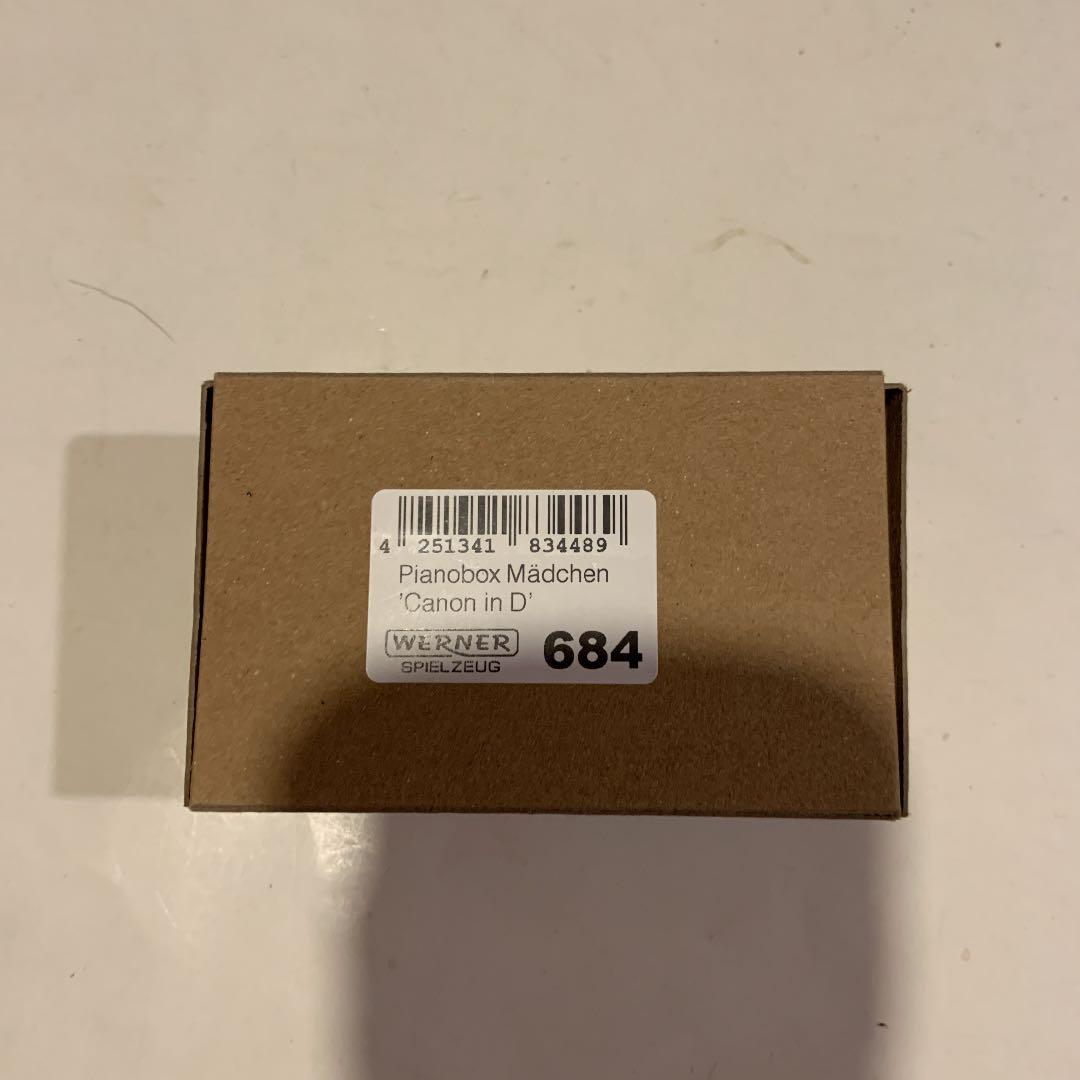 4 251341 834489
Pianobox Mädchen
'Canon in D'
WERNER 684
SPIELZEUG